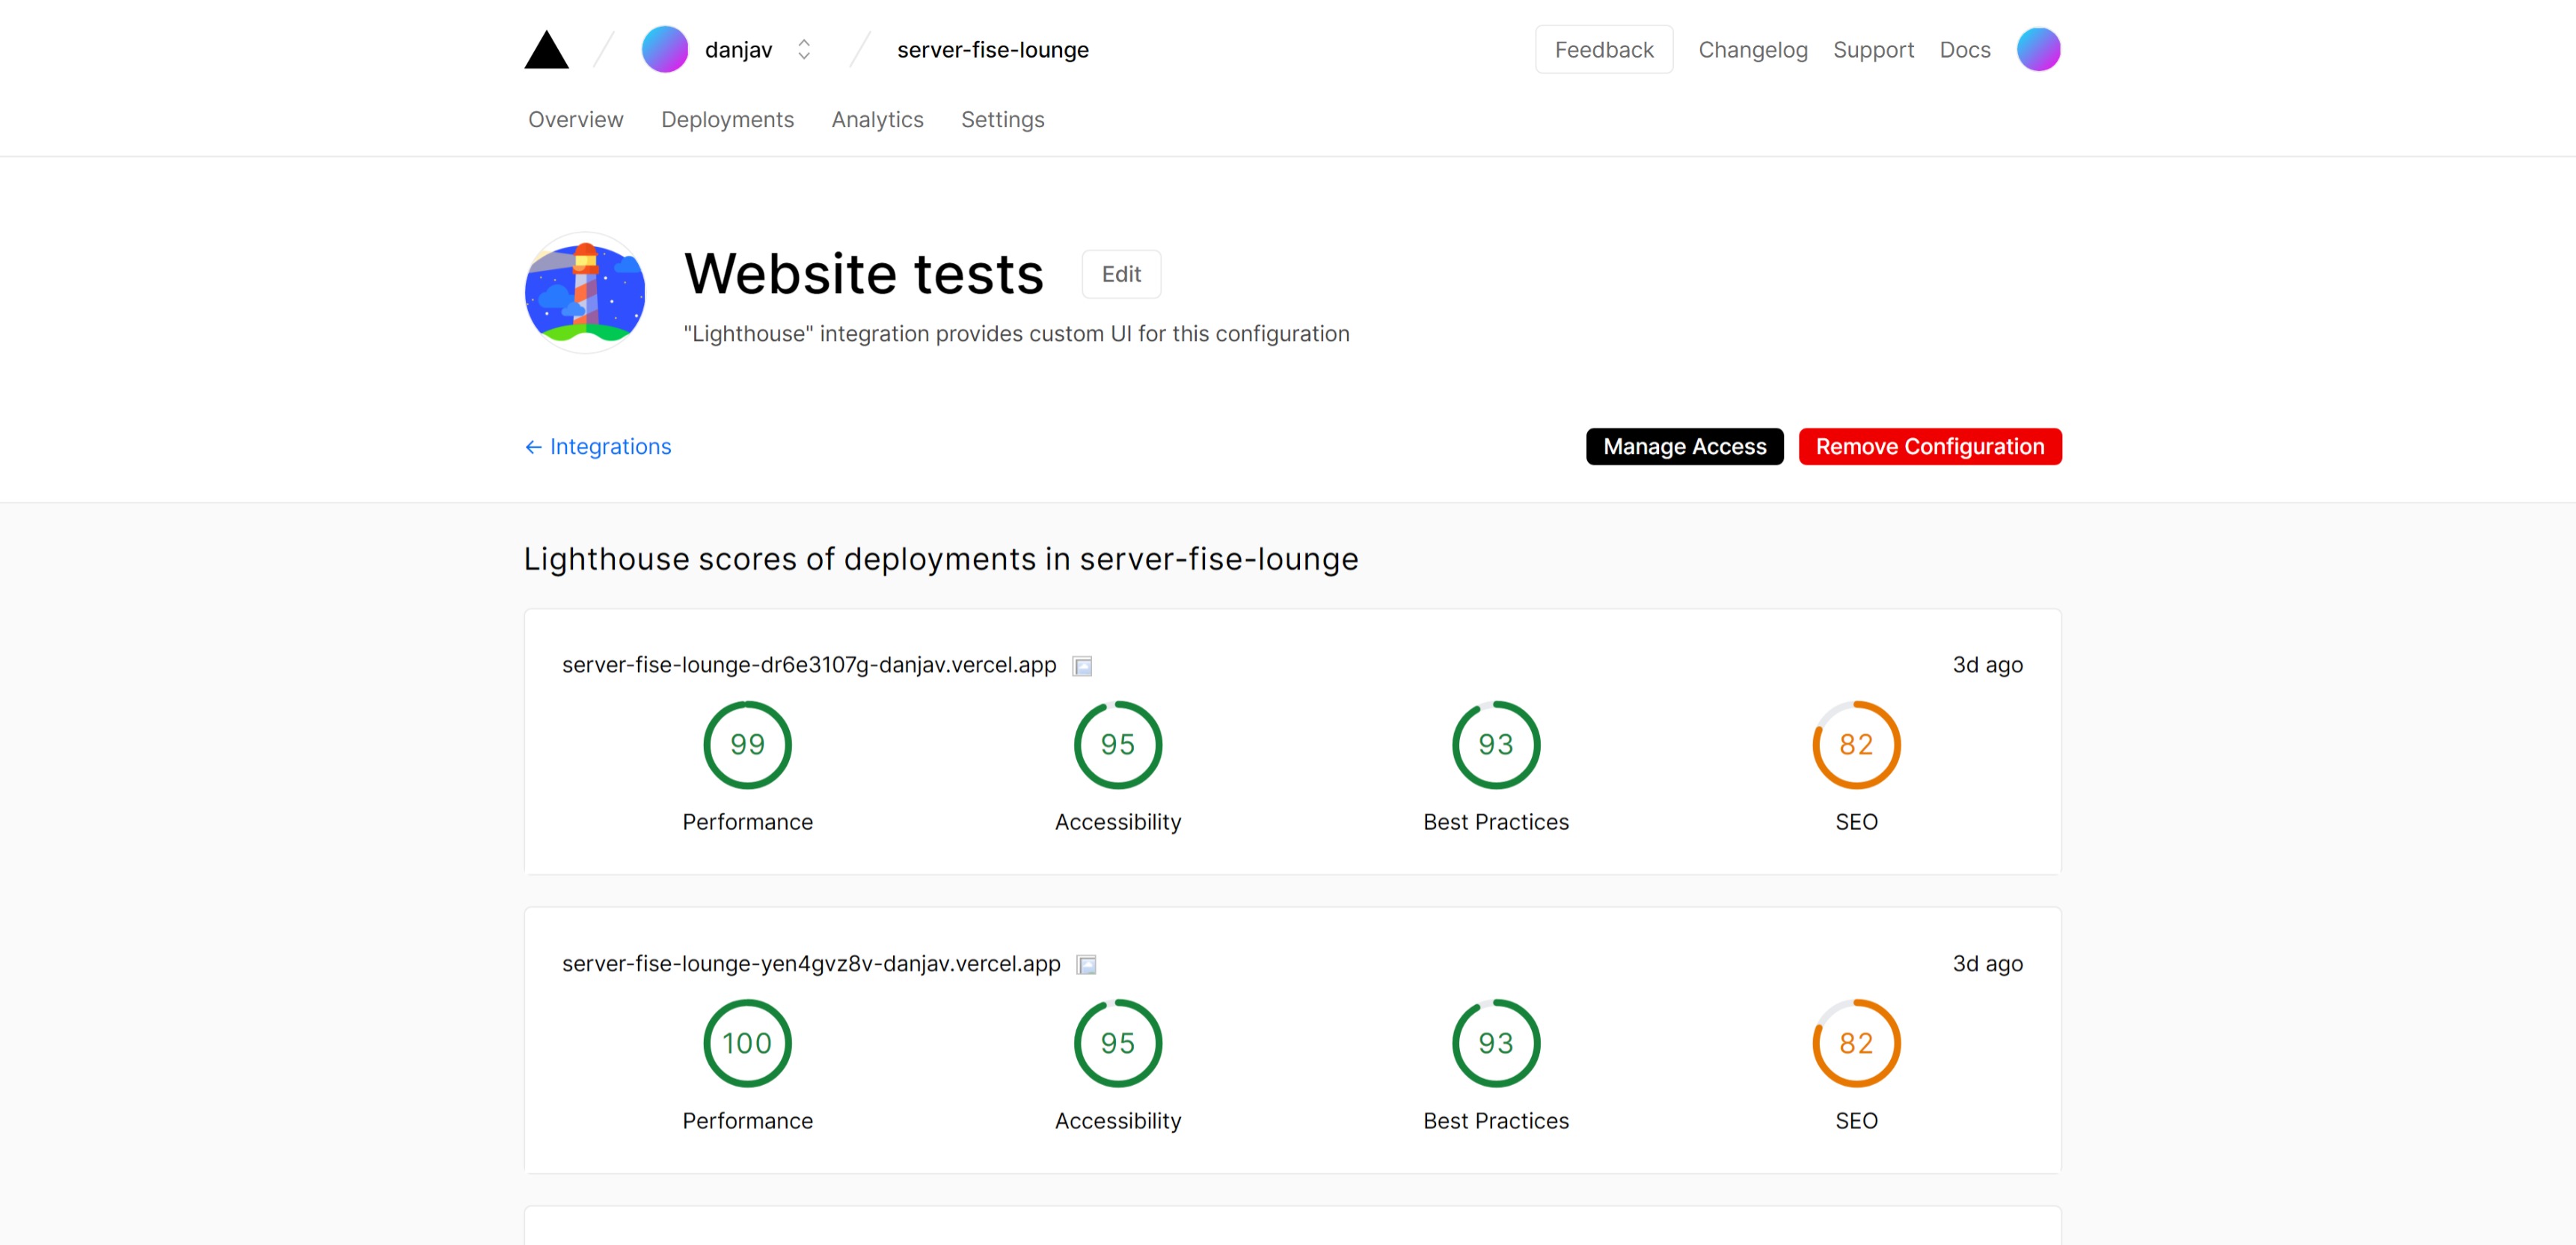 danjav server-fise-lounge Feedback Changelog Support Docs
Overview Deployments Analytics Settings
Website tests Edit
"Lighthouse" integration provides custom UI for this configuration
← Integrations Manage Access Remove Configuration
Lighthouse scores of deployments in server-fise-lounge
server-fise-lounge-dr6e3107g-danjav.vercel.app 3d ago
99 95 93 82
Performance Accessibility Best Practices SEO
server-fise-lounge-yen4gvz8v-danjav.vercel.app 3d ago
100 95 93 82
Performance Accessibility Best Practices SEO